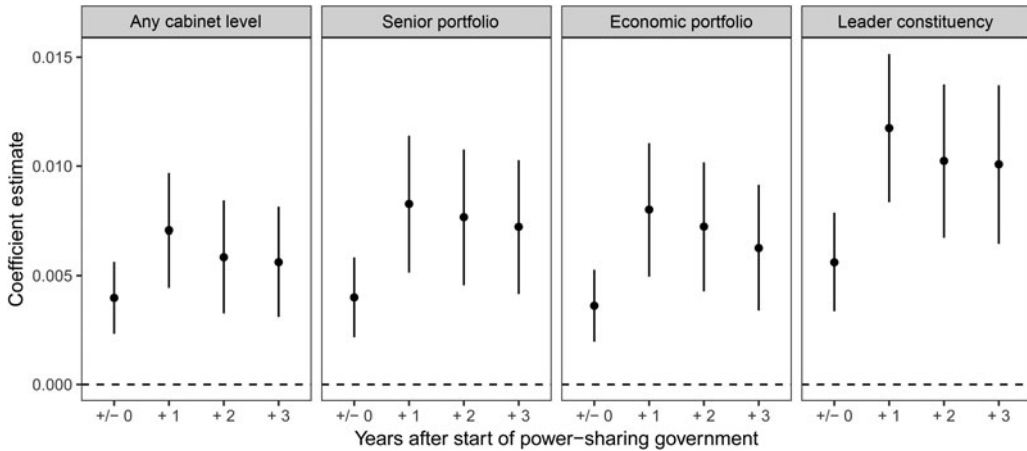 Any cabinet level Senior portfolio Economic portfolio Leader constituency
Coefficient estimate
0.015
0.010
0.005
0.000
+/− 0 + 1 + 2 + 3 +/− 0 + 1 + 2 + 3 +/− 0 + 1 + 2 + 3 +/− 0 + 1 + 2 + 3
Years after start of power−sharing government